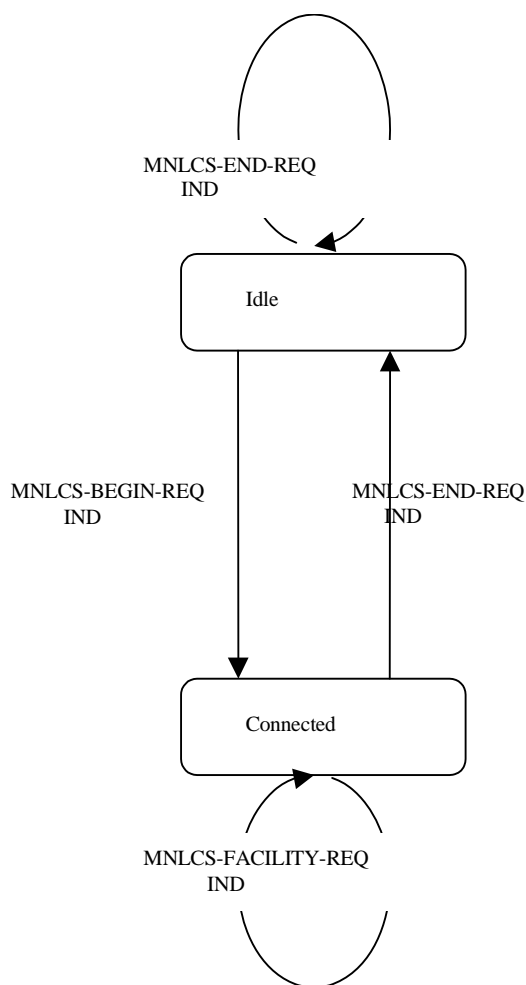 MNLCS-END-REQ
IND
Idle
MNLCS-BEGIN-REQ
IND
MNLCS-END-REQ
IND
Connected
MNLCS-FACILITY-REQ
IND